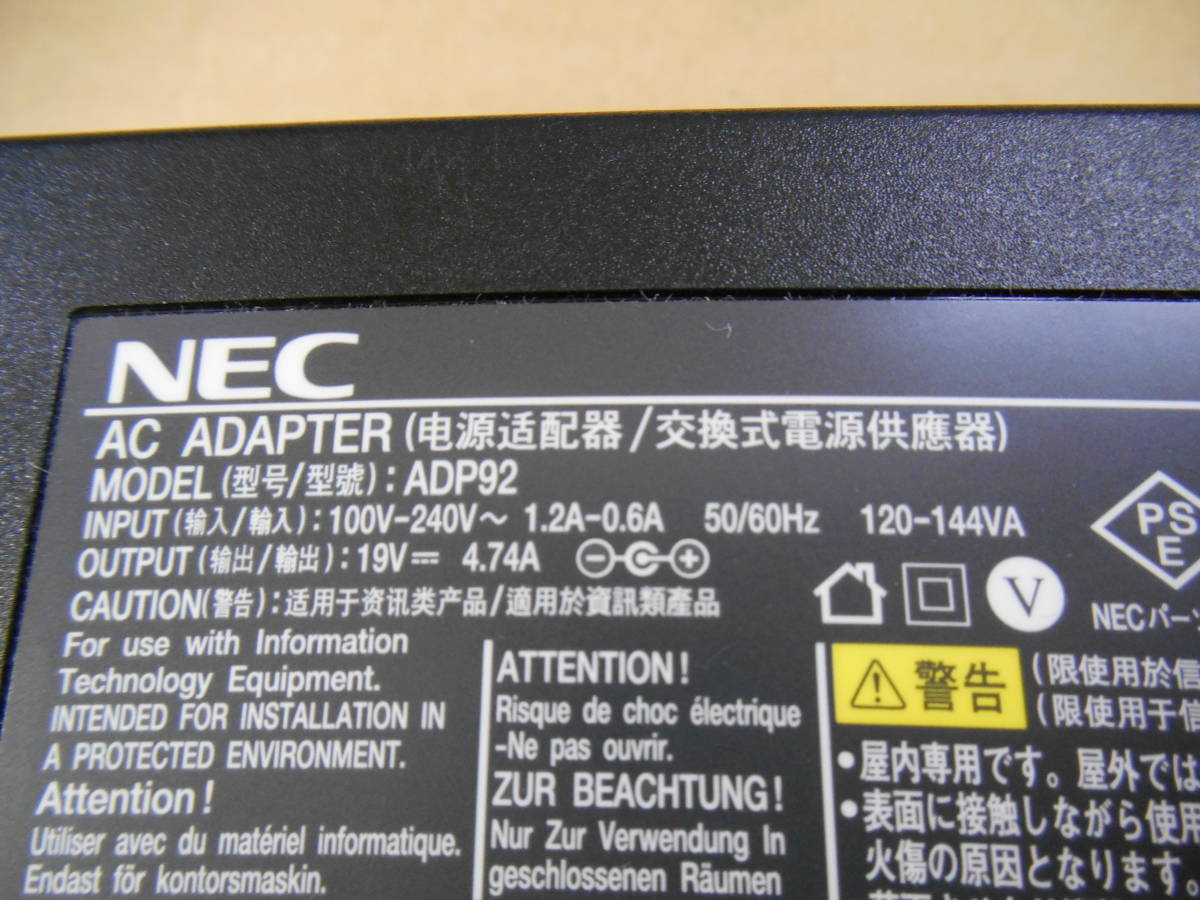 NEC
AC ADAPTER (电源适配器/交換式電源供應器)
MODEL (型号/型號) : ADP92
INPUT (输入/輸入) : 100V-240V～ 1.2A-0.6A 50/60Hz 120-144VA
OUTPUT (输出/輸出) : 19V⎓ 4.74A
CAUTION(警告) : 适用于资讯类产品/適用於資訊類產品
PS
E
V
NECパーソ
For use with Information
Technology Equipment.
INTENDED FOR INSTALLATION IN
A PROTECTED ENVIRONMENT.
Attention !
Utiliser avec du matériel informatique.
Endast för kontorsmaskin.
ATTENTION !
Risque de choc électrique
-Ne pas ouvrir.
ZUR BEACHTUNG !
Nur Zur Verwendung In
geschlossenen Räumen
警告
(限使用於信
(限使用于信
•屋内専用です。屋外では
•表面に接触しながら使用
火傷の原因となります。